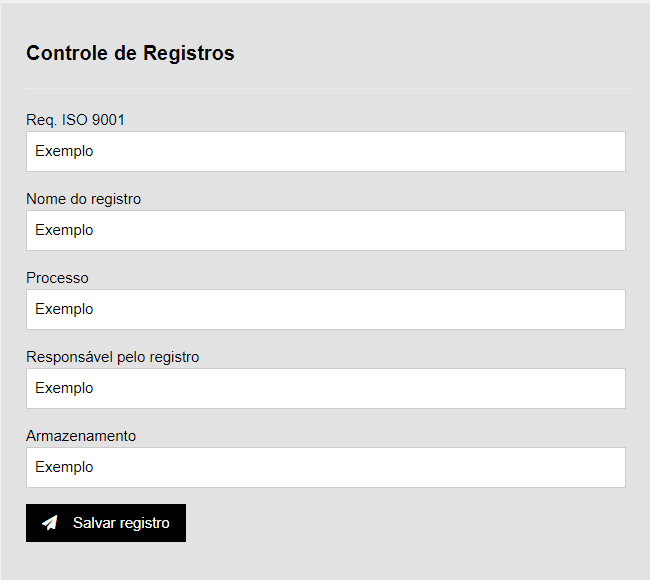 Controle de Registros
Req. ISO 9001
Exemplo
Nome do registro
Exemplo
Processo
Exemplo
Responsável pelo registro
Exemplo
Armazenamento
Exemplo
Salvar registro